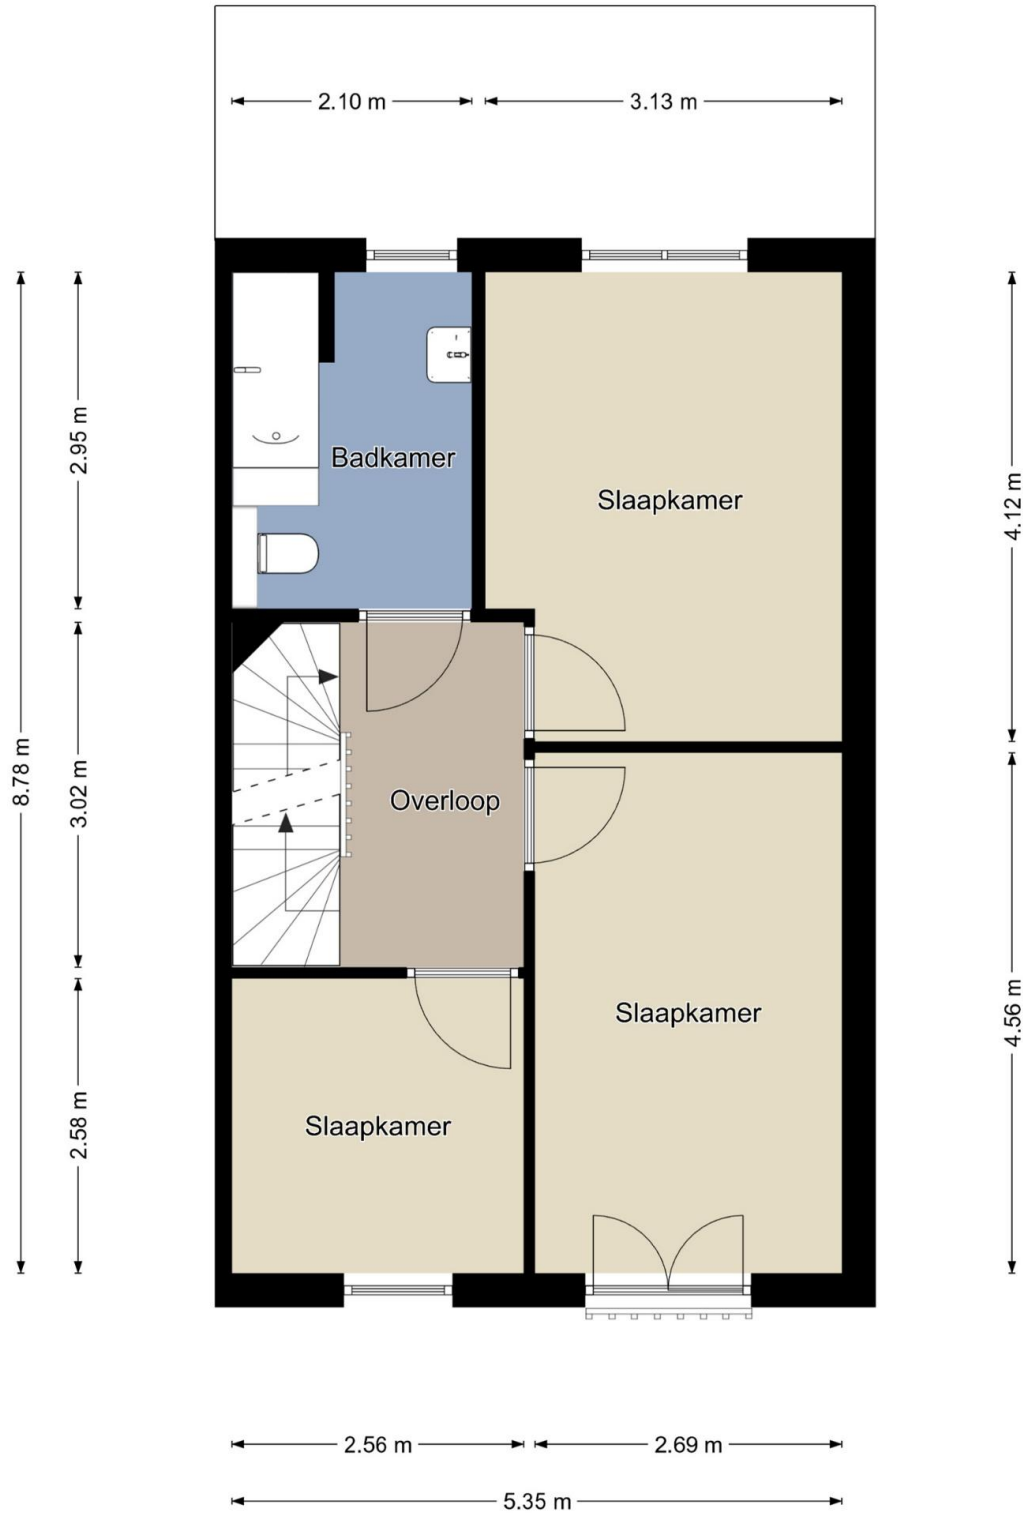 2.10 m
3.13 m
2.95 m
Badkamer
Slaapkamer
4.12 m
8.78 m
3.02 m
Overloop
Slaapkamer
4.56 m
2.58 m
Slaapkamer
2.56 m
2.69 m
5.35 m